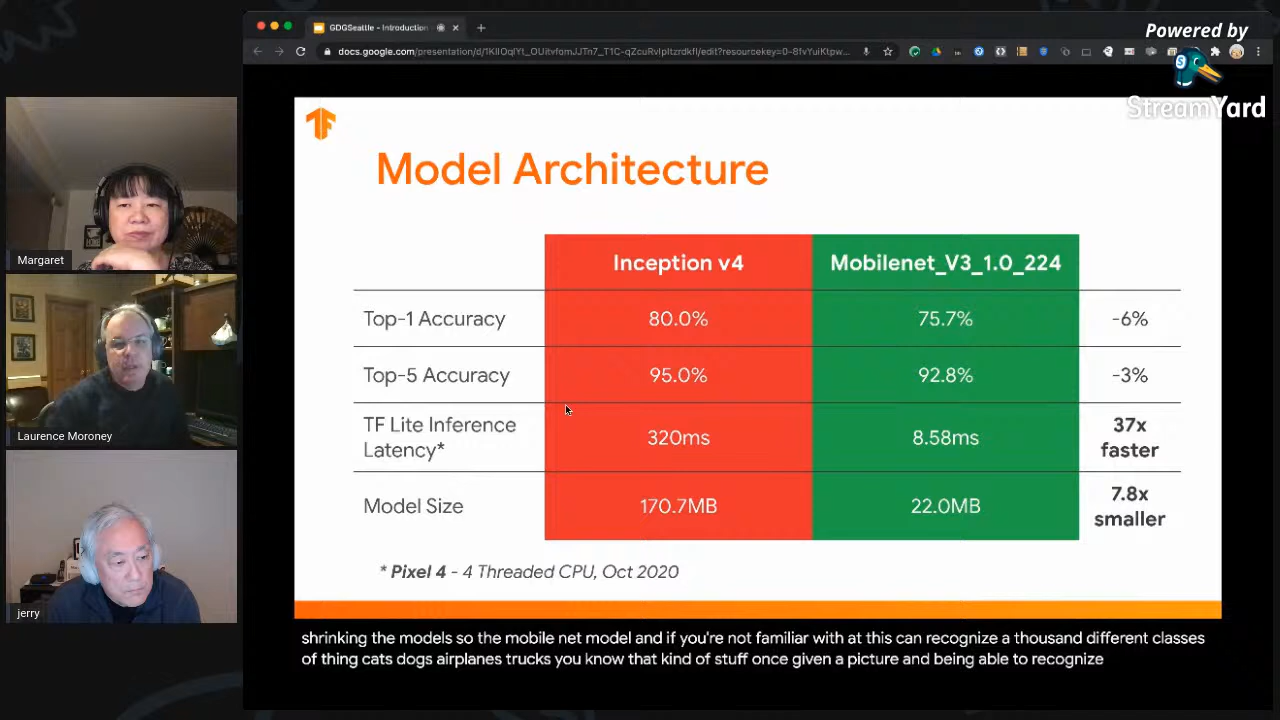 GDGSeattle - Introduction
Powered by
StreamYard
Model Architecture
Inception v4 Mobilenet_V3_1.0_224
Top-1 Accuracy 80.0% 75.7% -6%
Top-5 Accuracy 95.0% 92.8% -3%
TF Lite Inference Latency* 320ms 8.58ms 37x faster
Model Size 170.7MB 22.0MB 7.8x smaller
* Pixel 4 - 4 Threaded CPU, Oct 2020
shrinking the models so the mobile net model and if you're not familiar with at this can recognize a thousand different classes
of thing cats dogs airplanes trucks you know that kind of stuff once given a picture and being able to recognize
Margaret
Laurence Moroney
jerry